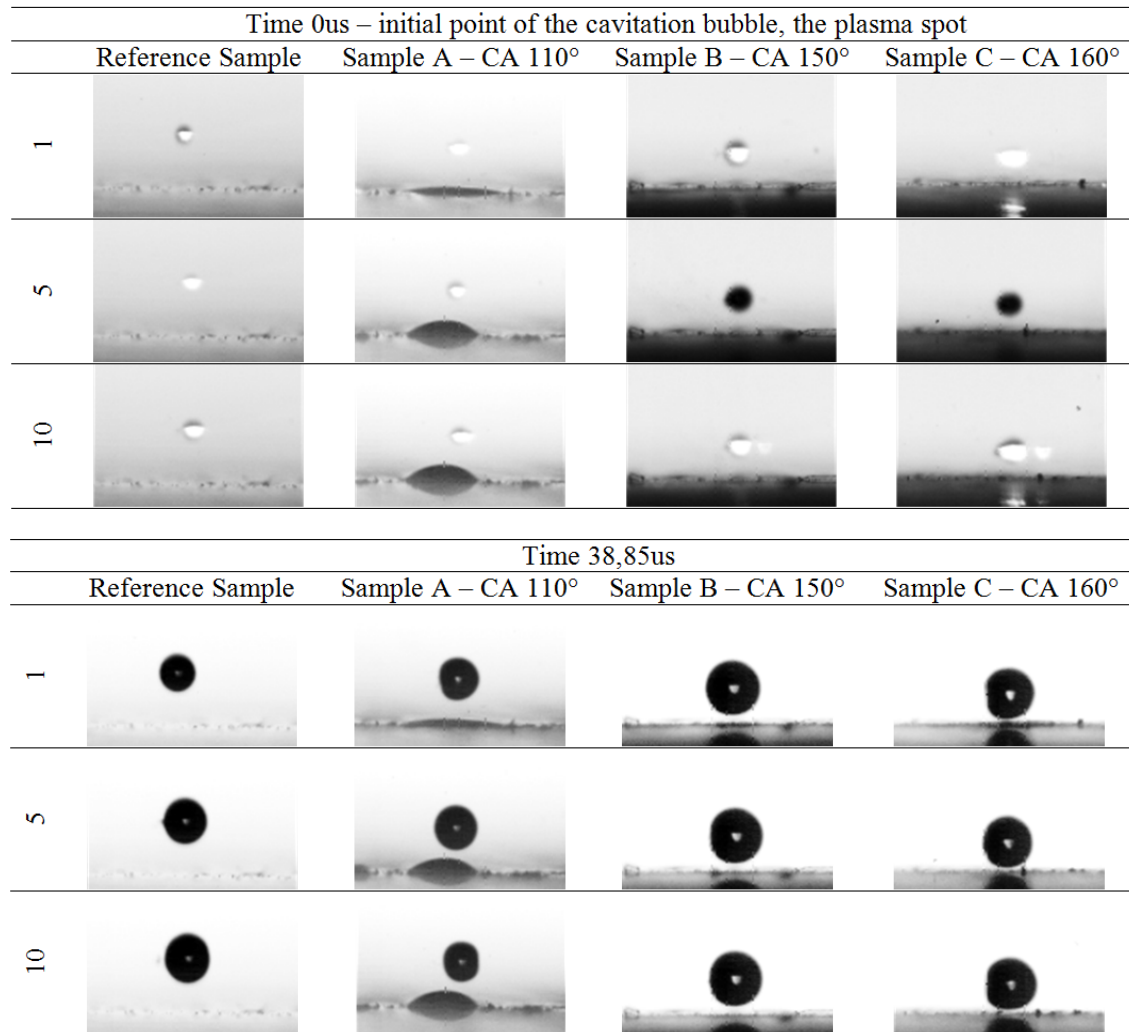 Time 0us – initial point of the cavitation bubble, the plasma spot
Reference Sample Sample A – CA 110° Sample B – CA 150° Sample C – CA 160°
1
5
10
Time 38,85us
Reference Sample Sample A – CA 110° Sample B – CA 150° Sample C – CA 160°
1
5
10